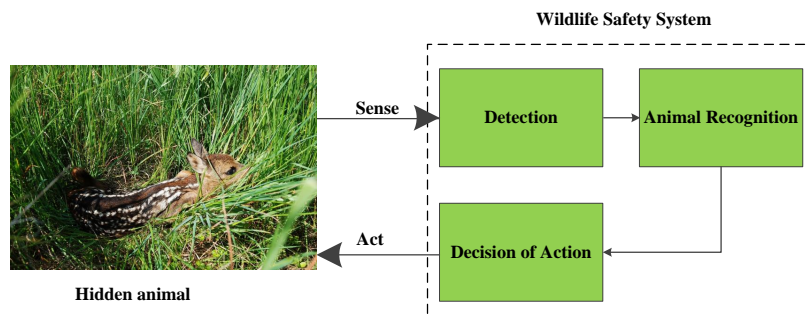 Wildlife Safety System
Sense
Detection
Animal Recognition
Act
Decision of Action
Hidden animal